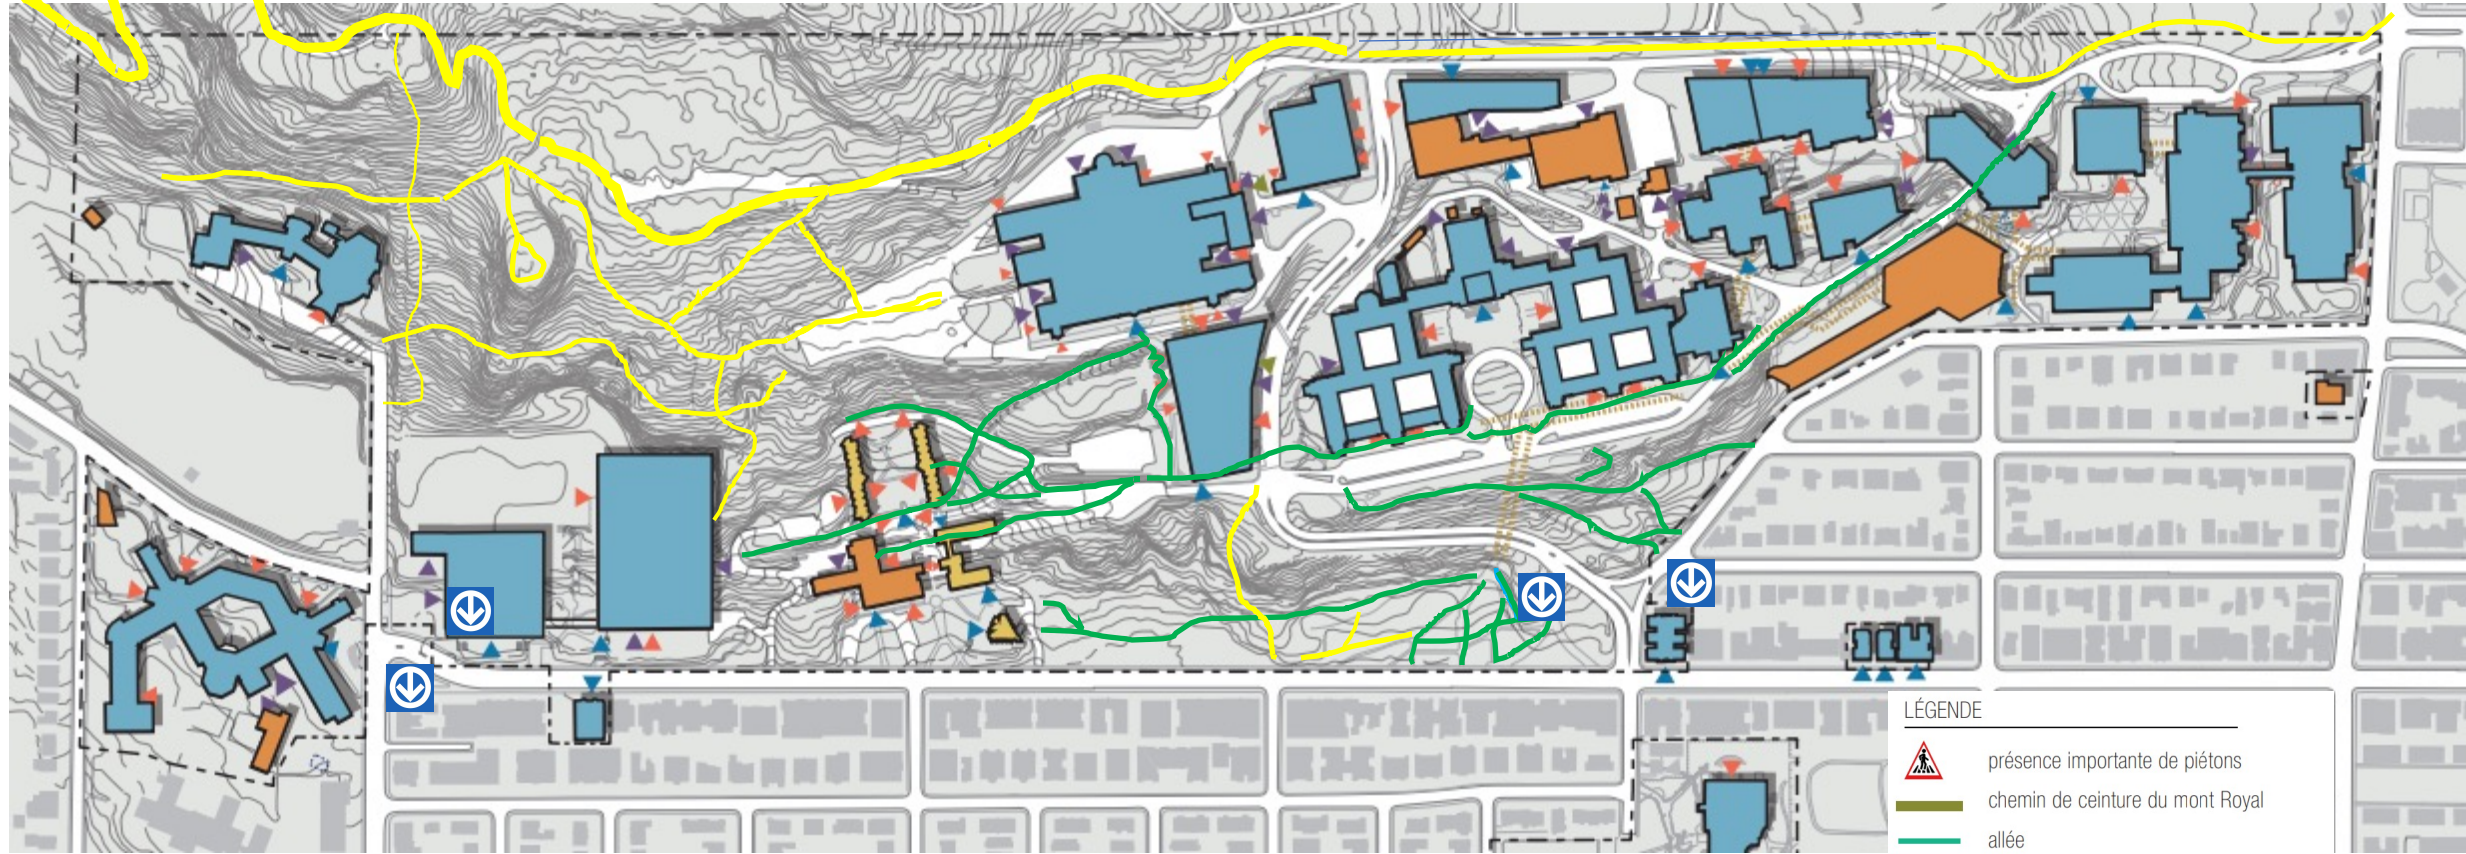 LÉGENDE
présence importante de piétons
chemin de ceinture du mont Royal
allée